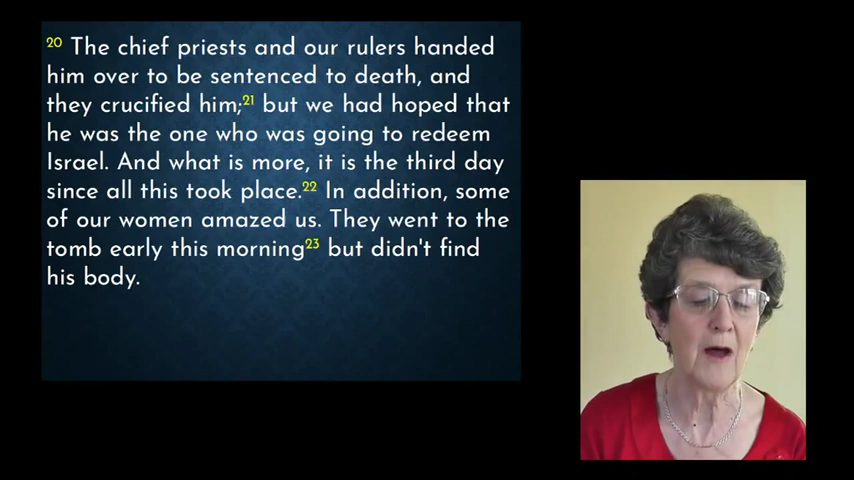 20 The chief priests and our rulers handed
him over to be sentenced to death, and
they crucified him;21 but we had hoped that
he was the one who was going to redeem
Israel. And what is more, it is the third day
since all this took place.22 In addition, some
of our women amazed us. They went to the
tomb early this morning23 but didn't find
his body.